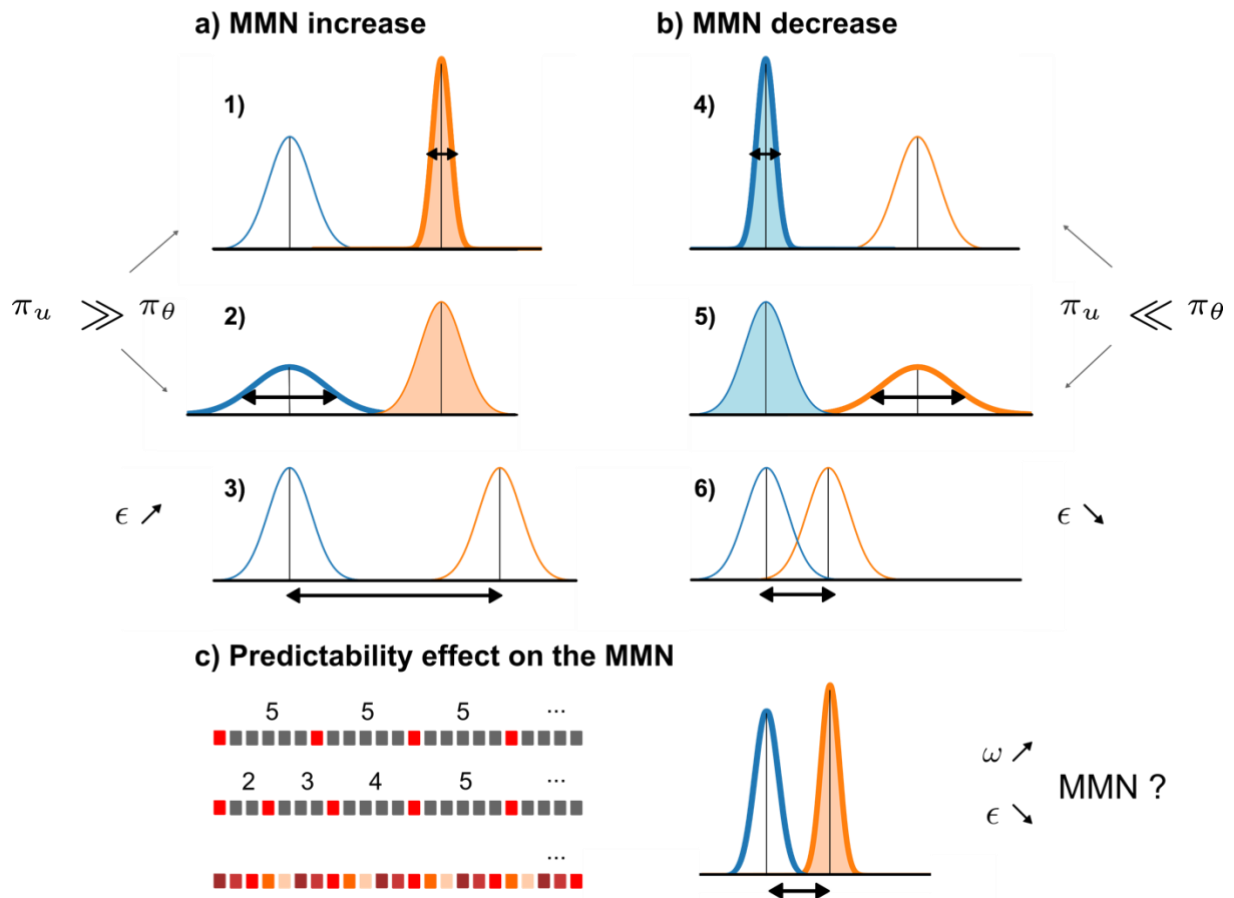 a) MMN increase
b) MMN decrease
1)
4)
π_u ≫ π_θ
π_u ≪ π_θ
2)
5)
3)
6)
ϵ ↗
ϵ ↘
c) Predictability effect on the MMN
5 5 5 ...
2 3 4 5 ...
...
ω ↗
ϵ ↘
MMN ?